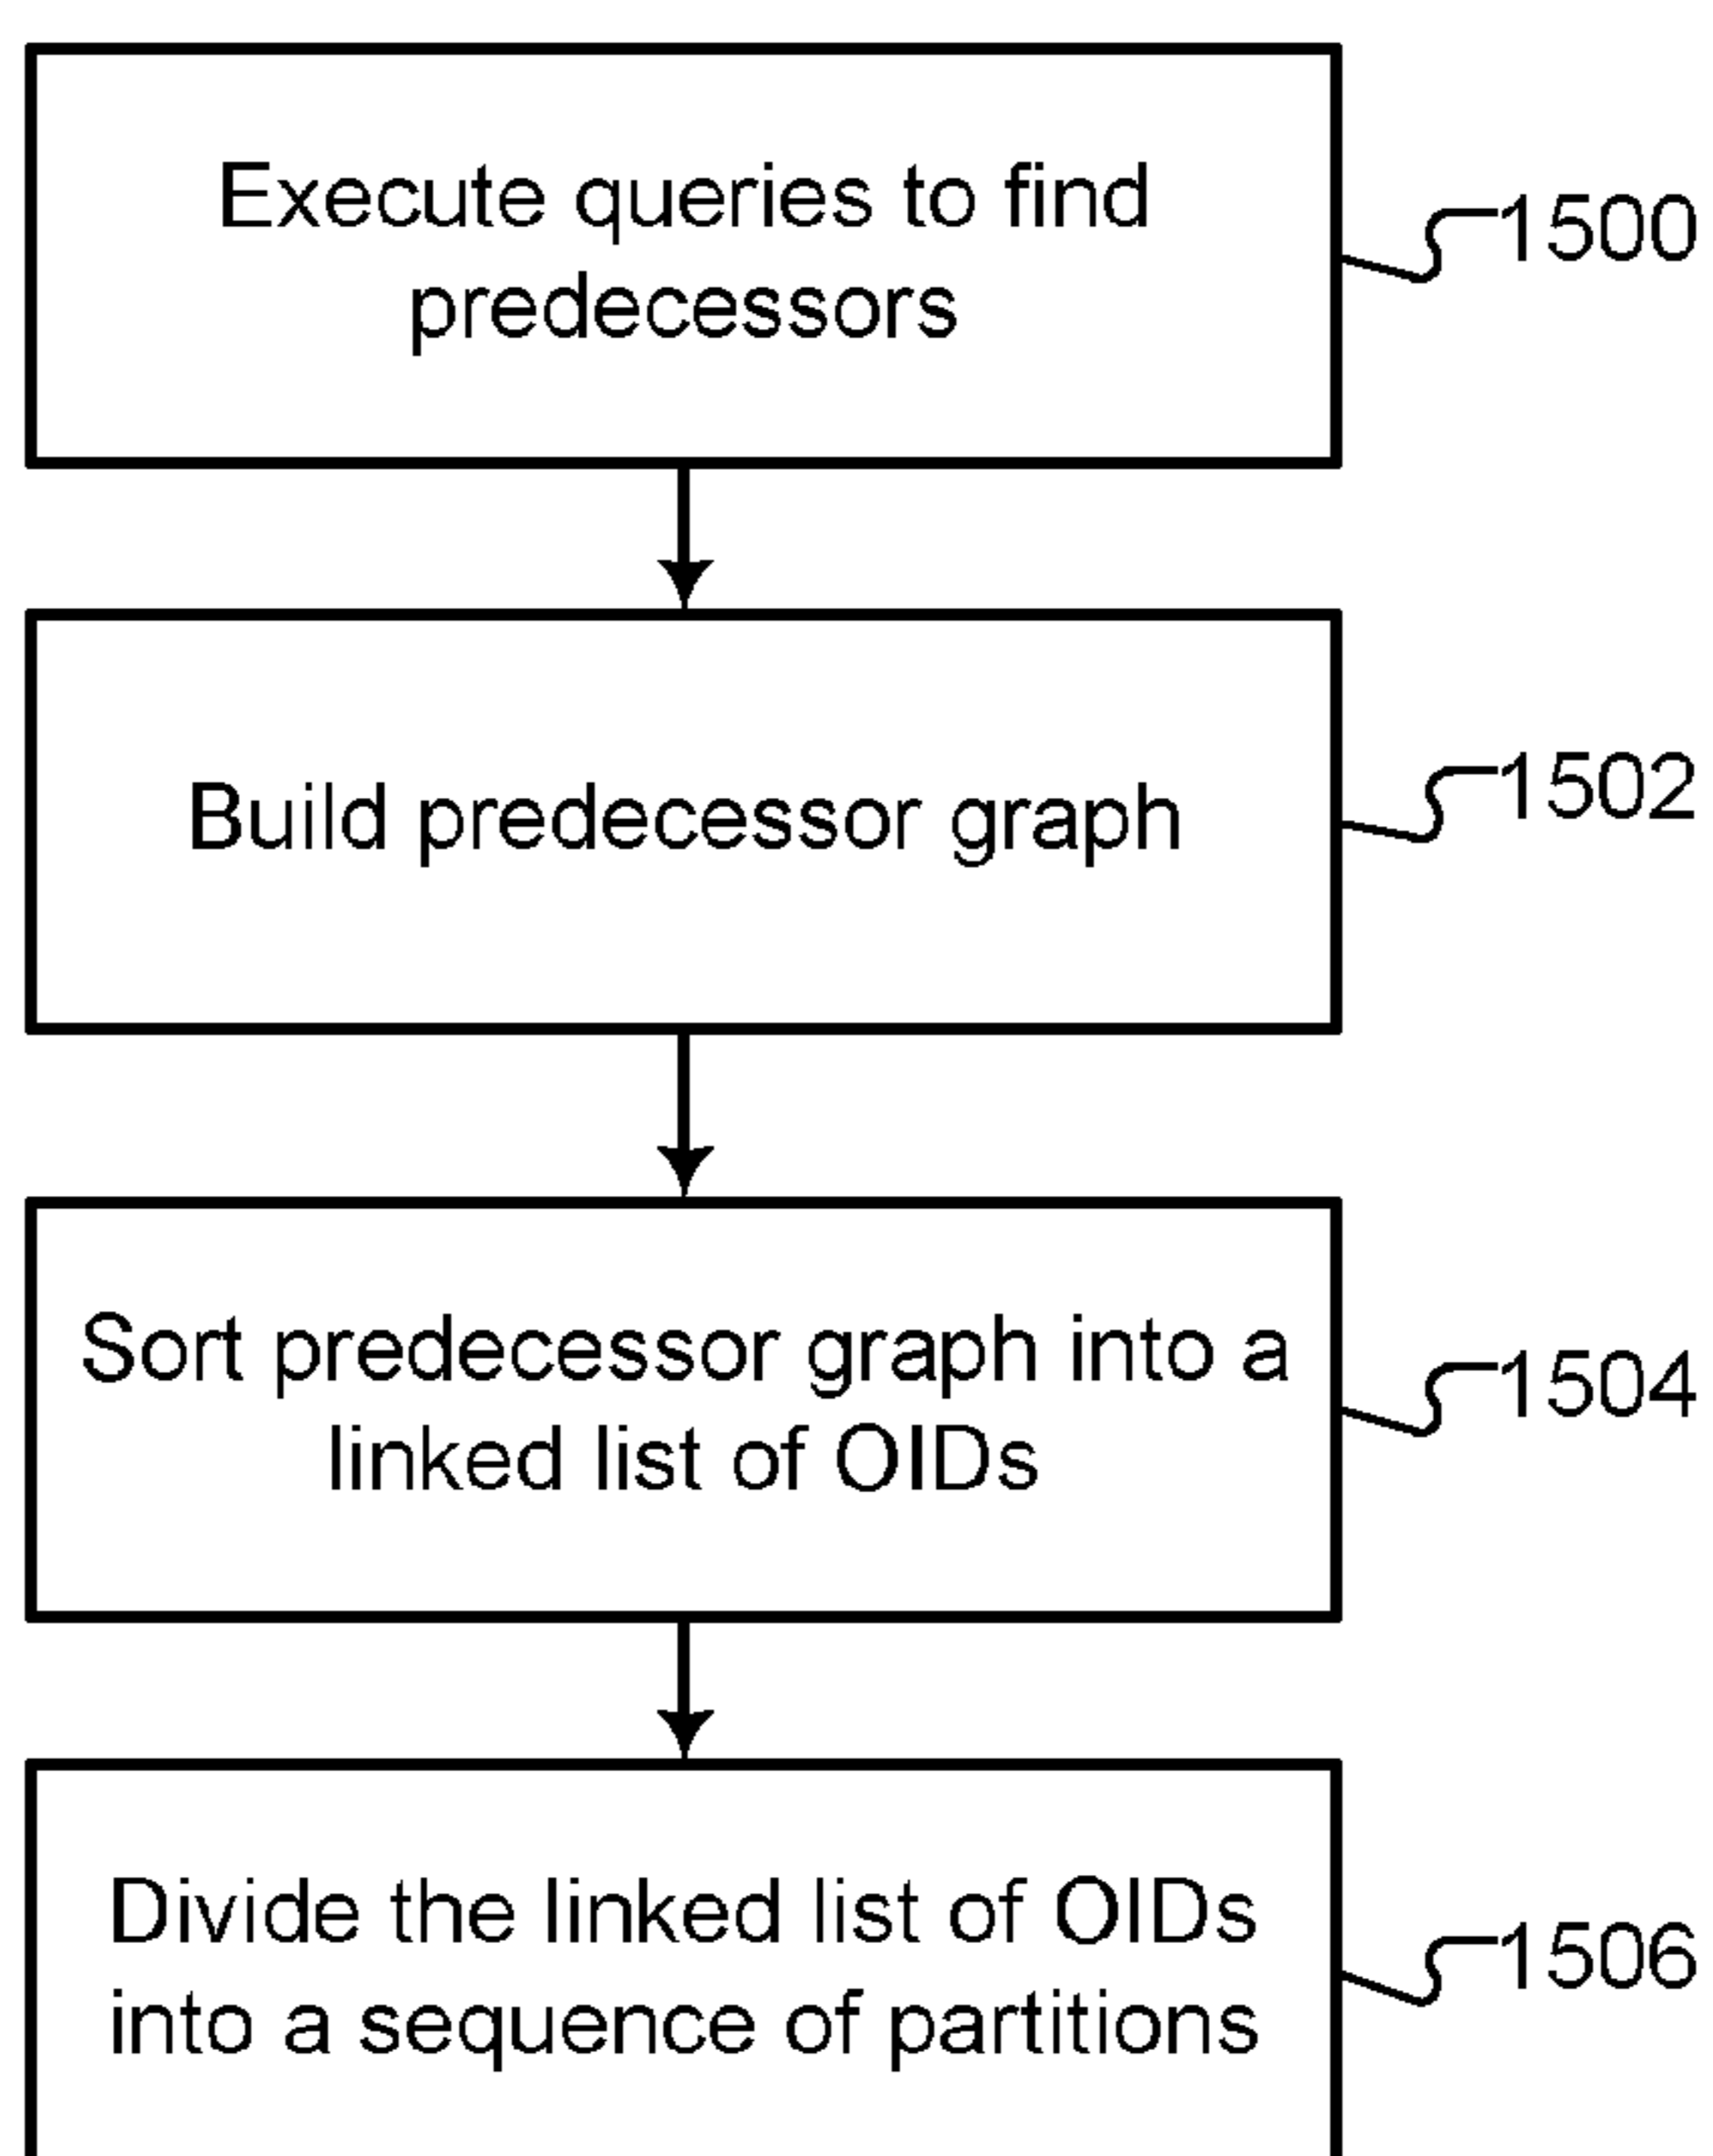 Execute queries to find
predecessors
1500
Build predecessor graph
1502
Sort predecessor graph into a
linked list of OIDs
1504
Divide the linked list of OIDs
into a sequence of partitions
1506